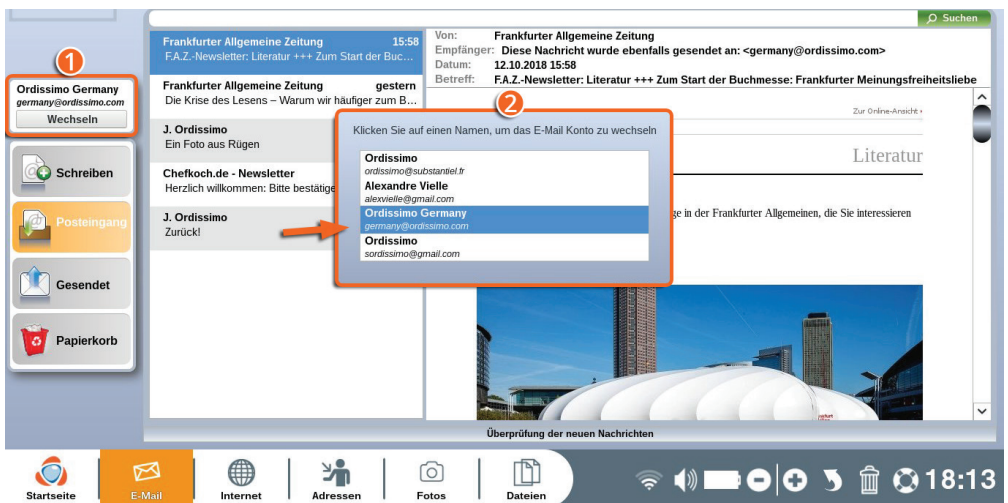 Suchen
1
Ordissimo Germany
germany@ordissimo.com
Wechseln
Schreiben
Posteingang
Gesendet
Papierkorb
Frankfurter Allgemeine Zeitung 15:58
F.A.Z.-Newsletter: Literatur +++ Zum Start der Buc...
Frankfurter Allgemeine Zeitung gestern
Die Krise des Lesens – Warum wir häufiger zum B...
J. Ordissimo
Ein Foto aus Rügen
Chefkoch.de - Newsletter
Herzlich willkommen: Bitte bestätige
J. Ordissimo
Zurück!
Von: Frankfurter Allgemeine Zeitung
Empfänger: Diese Nachricht wurde ebenfalls gesendet an: <germany@ordissimo.com>
Datum: 12.10.2018 15:58
Betreff: F.A.Z.-Newsletter: Literatur +++ Zum Start der Buchmesse: Frankfurter Meinungsfreiheitsliebe
Zur Online-Ansicht ›
Literatur
in der Frankfurter Allgemeinen, die Sie interessieren
2
Klicken Sie auf einen Namen, um das E-Mail Konto zu wechseln
Ordissimo
ordissimo@substantiel.fr
Alexandre Vielle
alexvielle@gmail.com
Ordissimo Germany
germany@ordissimo.com
Ordissimo
sordissimo@gmail.com
Überprüfung der neuen Nachrichten
Startseite
E-Mail
Internet
Adressen
Fotos
Dateien
18:13